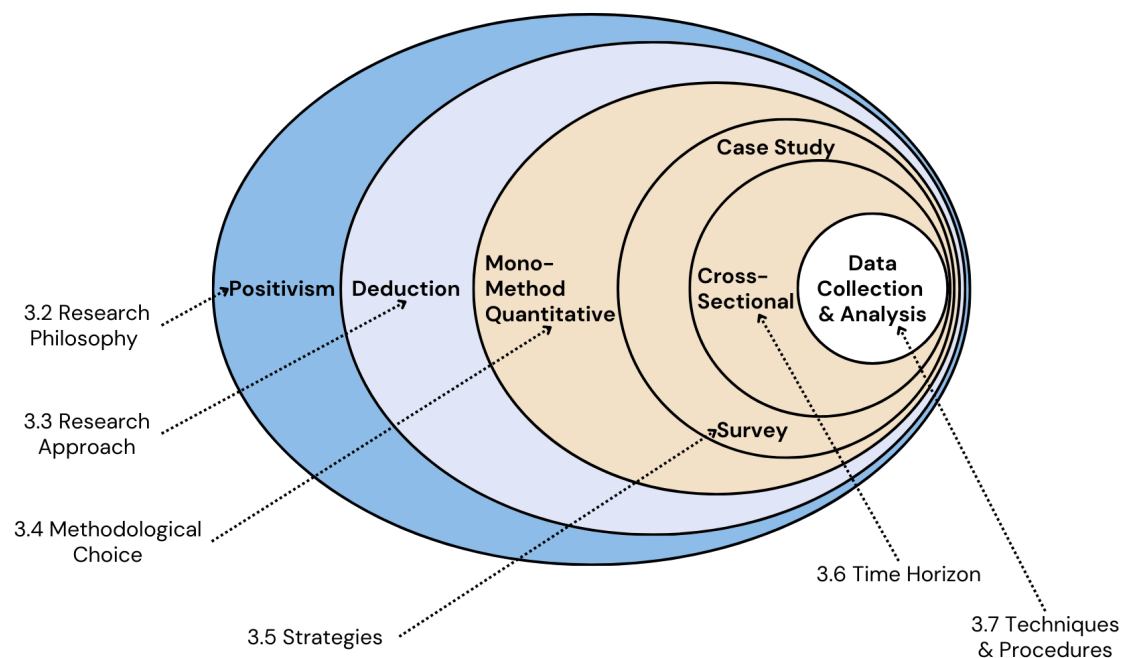 Case Study
Positivism
Deduction
Mono-
Method
Quantitative
Cross-
Sectional
Data
Collection
& Analysis
Survey
3.2 Research
Philosophy
3.3 Research
Approach
3.4 Methodological
Choice
3.5 Strategies
3.6 Time Horizon
3.7 Techniques
& Procedures